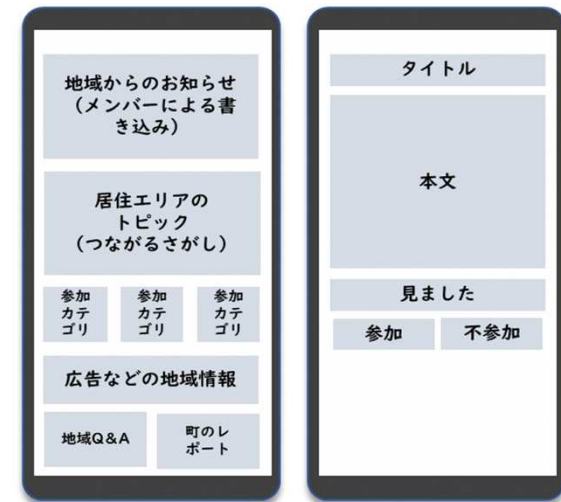 地域からのお知らせ
（メンバーによる書
き込み）
居住エリアの
トピック
（つながるさがし）
参加
カテ
ゴリ
参加
カテ
ゴリ
参加
カテ
ゴリ
広告などの地域情報
地域Q&A
町のレ
ポート
タイトル
本文
見ました
参加
不参加